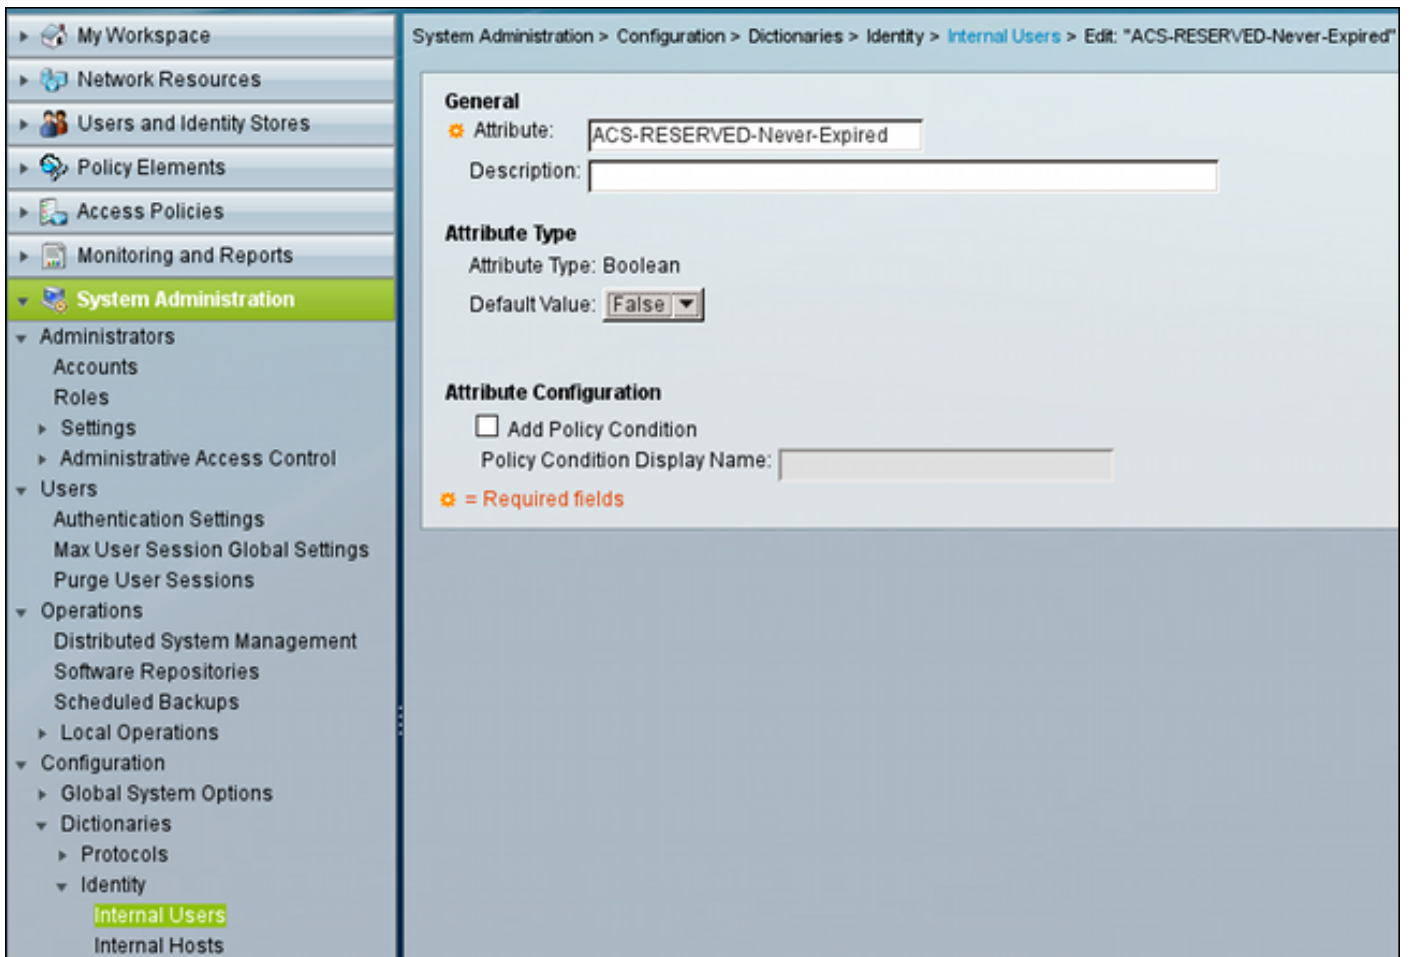 My Workspace
Network Resources
Users and Identity Stores
Policy Elements
Access Policies
Monitoring and Reports
System Administration
Administrators
Accounts
Roles
Settings
Administrative Access Control
Users
Authentication Settings
Max User Session Global Settings
Purge User Sessions
Operations
Distributed System Management
Software Repositories
Scheduled Backups
Local Operations
Configuration
Global System Options
Dictionaries
Protocols
Identity
Internal Users
Internal Hosts
System Administration > Configuration > Dictionaries > Identity > Internal Users > Edit: "ACS-RESERVED-Never-Expired"
General
Attribute: ACS-RESERVED-Never-Expired
Description:
Attribute Type
Attribute Type: Boolean
Default Value: False
Attribute Configuration
Add Policy Condition
Policy Condition Display Name:
= Required fields